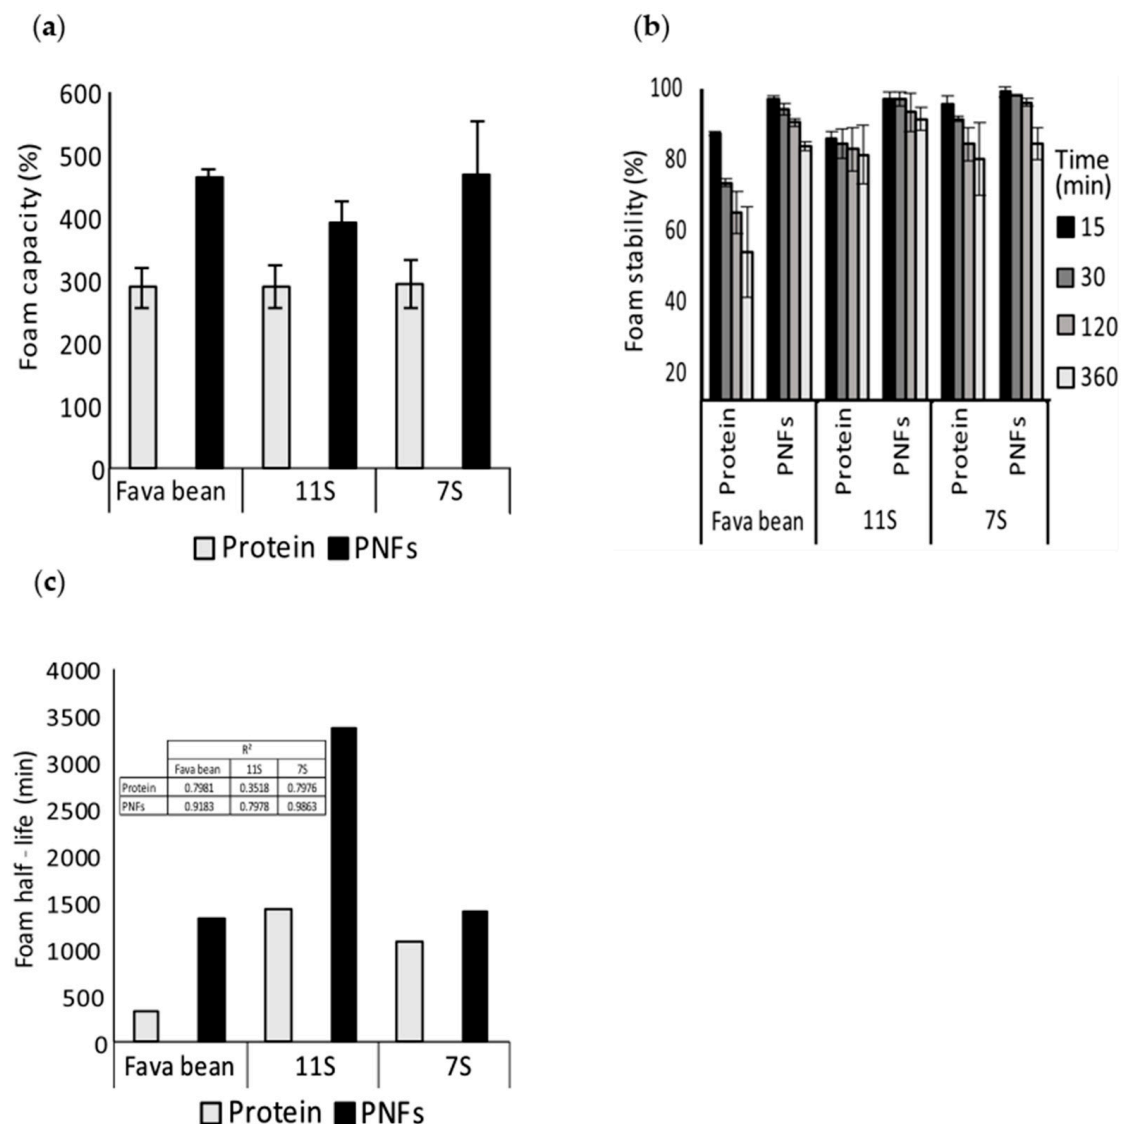 (a)
Foam capacity (%)
600
500
400
300
200
100
0
Fava bean 11S 7S
Protein PNFs
(b)
Foam stability (%)
100
80
60
40
20
Protein PNFs Protein PNFs Protein PNFs
Fava bean 11S 7S
Time
(min)
15
30
120
360
(c)
Foam half - life (min)
4000
3500
3000
2500
2000
1500
1000
500
0
R²
Fava bean 11S 7S
Protein 0.7981 0.3518 0.7976
PNFs 0.9183 0.7978 0.9863
Fava bean 11S 7S
Protein PNFs